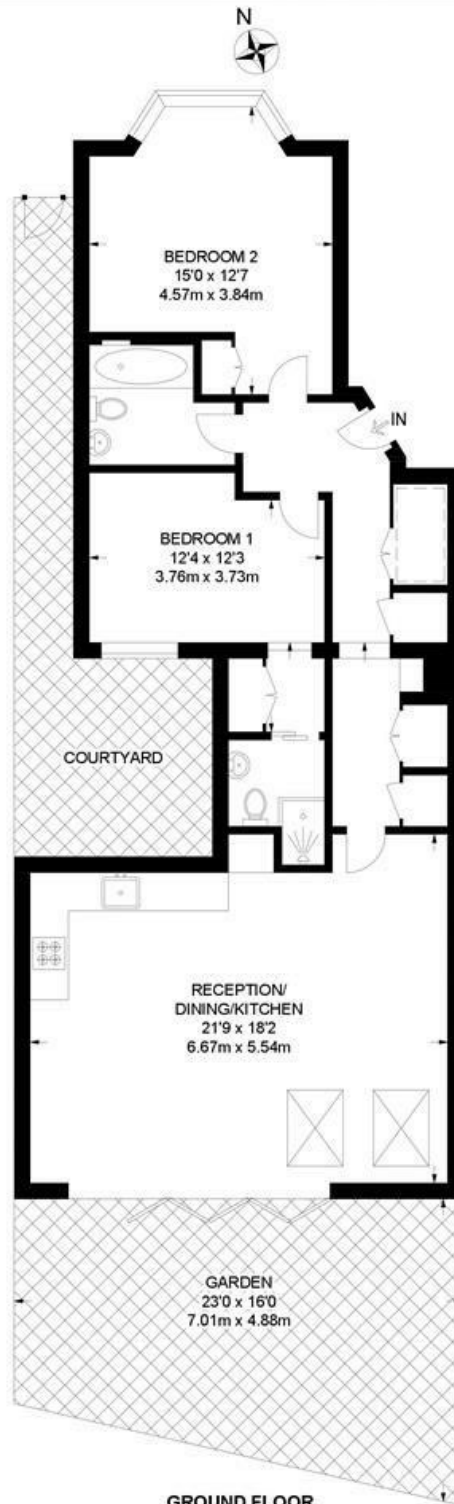 N
BEDROOM 2
15'0 x 12'7
4.57m x 3.84m
IN
BEDROOM 1
12'4 x 12'3
3.76m x 3.73m
COURTYARD
RECEPTION/
DINING/KITCHEN
21'9 x 18'2
6.67m x 5.54m
GARDEN
23'0 x 16'0
7.01m x 4.88m
GROUND FLOOR